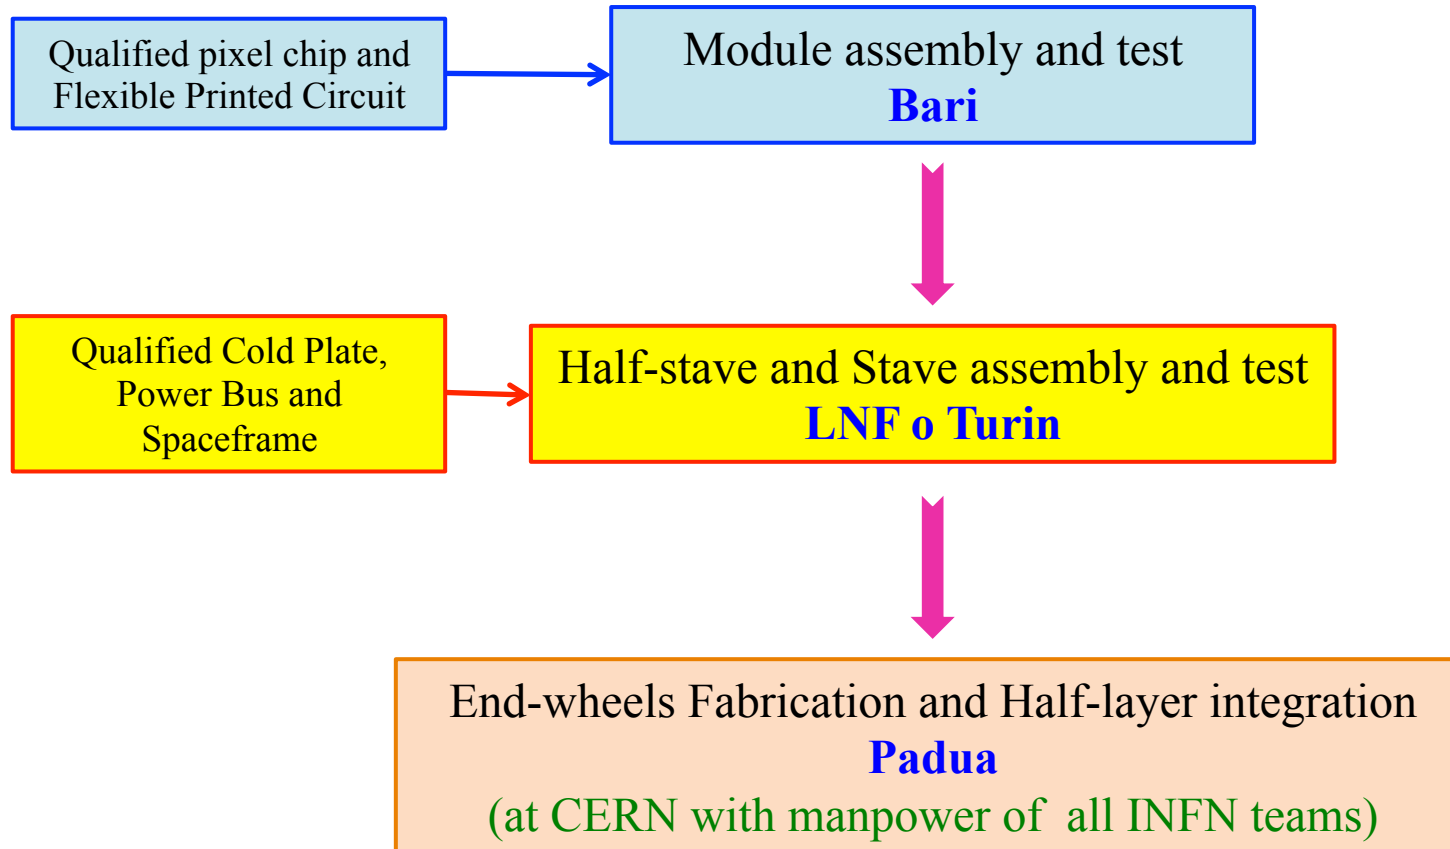 Qualified pixel chip and
Flexible Printed Circuit
Module assembly and test
Bari
Qualified Cold Plate,
Power Bus and
Spaceframe
Half-stave and Stave assembly and test
LNF o Turin
End-wheels Fabrication and Half-layer integration
Padua
(at CERN with manpower of all INFN teams)